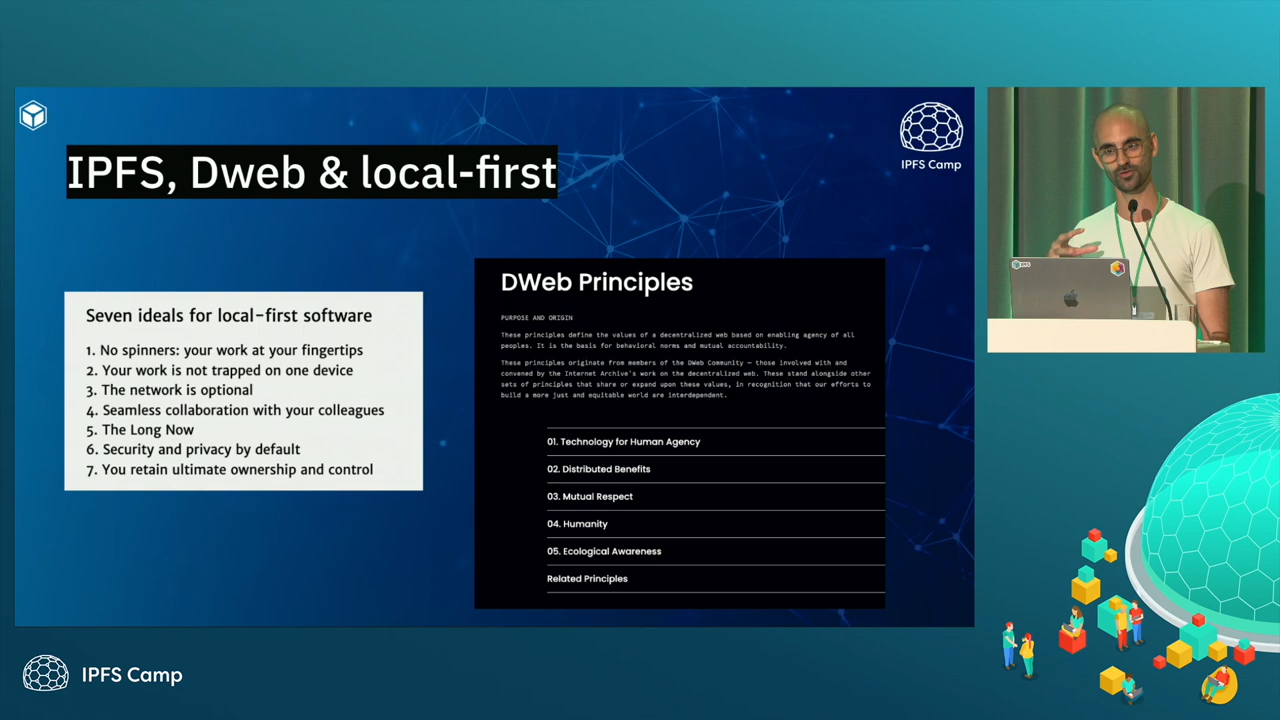 IPFS, Dweb & local-first
IPFS Camp
Seven ideals for local-first software
1. No spinners: your work at your fingertips
2. Your work is not trapped on one device
3. The network is optional
4. Seamless collaboration with your colleagues
5. The Long Now
6. Security and privacy by default
7. You retain ultimate ownership and control
DWeb Principles
PURPOSE AND ORIGIN
These principles define the values of a decentralized web based on enabling agency of all
peoples. It is the basis for behavioral norms and mutual accountability.
These principles originate from members of the DWeb Community — those involved with and
convened by the Internet Archive's work on the decentralized web. These stand alongside other
sets of principles that share or expand upon these values, in recognition that our efforts to
build a more just and equitable world are interdependent.
01. Technology for Human Agency
02. Distributed Benefits
03. Mutual Respect
04. Humanity
05. Ecological Awareness
Related Principles
IPFS
IPFS Camp